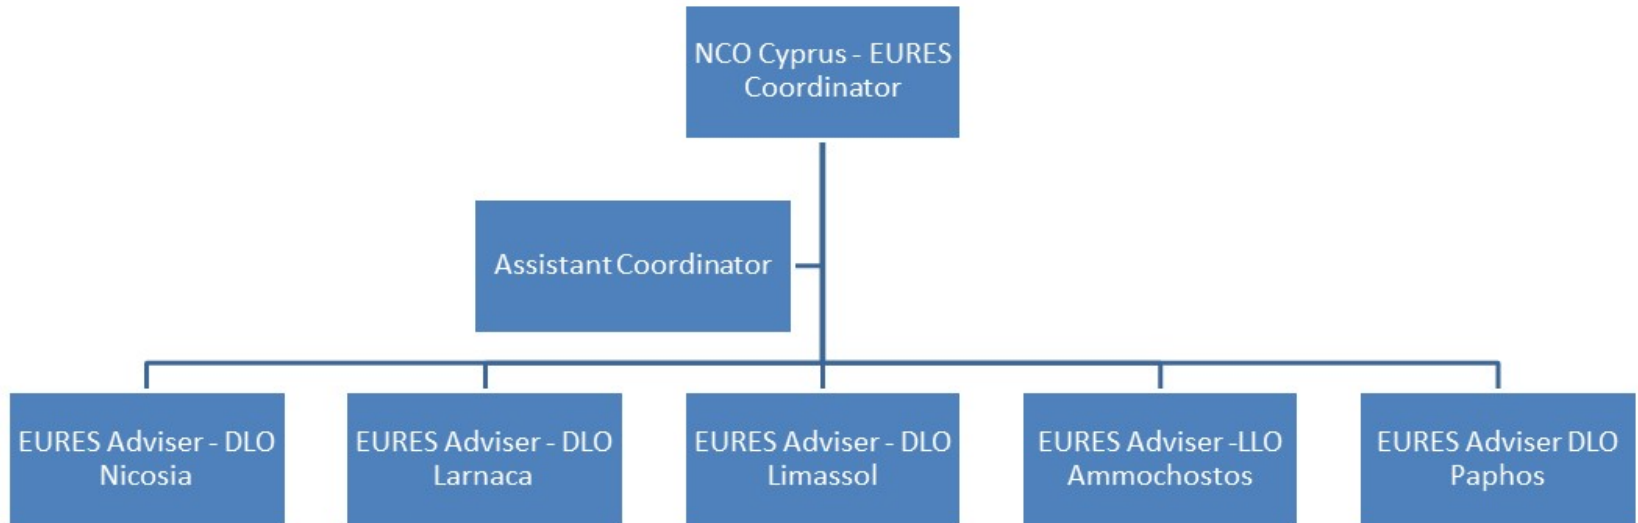 NCO Cyprus - EURES
Coordinator
Assistant Coordinator
EURES Adviser - DLO
Nicosia
EURES Adviser - DLO
Larnaca
EURES Adviser - DLO
Limassol
EURES Adviser -LLO
Ammochostos
EURES Adviser DLO
Paphos